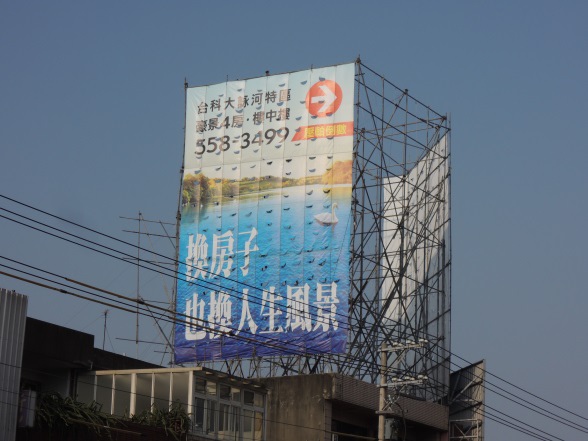 台科大詠河特區
豪景4房·樓中樓
558-3499
換房子
也換人生風景